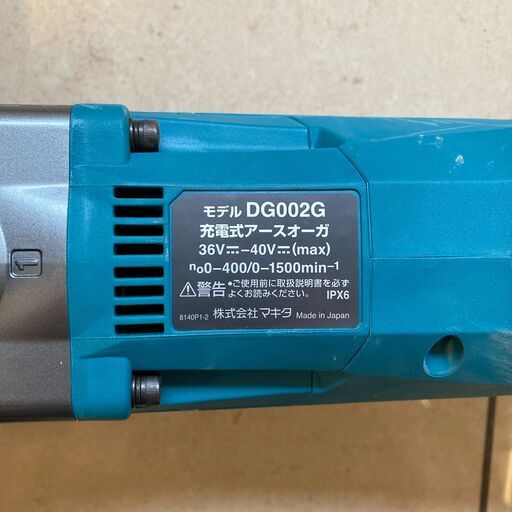 モデル DG002G
充電式アースオーガ
36V⎓-40V⎓(max)
n₀0-400/0-1500min⁻¹
⚠警告 •ご使用前に取扱説明書を必ず
よくお読みください。 IPX6
8140P1-2 株式会社マキタ Made in Japan
1